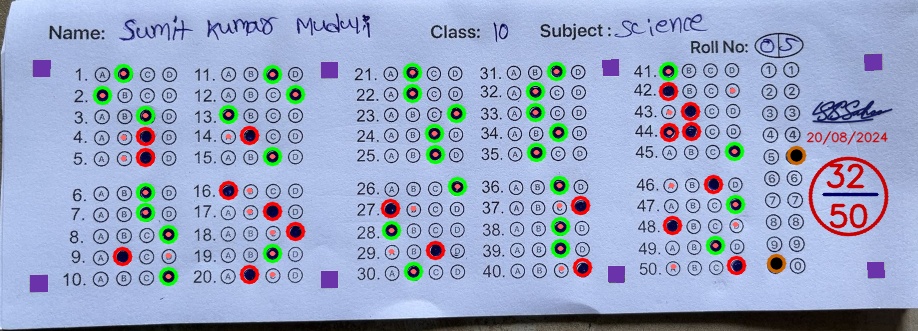 Name: Sumit Kumar Muduli Class: 10 Subject: Science
Roll No: 05
1. A C D 11. A B D 21. A C D 31. A B D 41. B C D 1 1
2. B C D 12. A B C 22. A C D 32. A C D 42. B C 2 2
3. A B D 13. B C D 23. A B C 33. A C D 43. C D 3 3
4. A D 14. C D 24. A B D 34. A B D 44. C D 4 4
5. A D 15. A B D 25. A B D 35. A C D 45. A B C 5
20/08/2024
6. A B D 16. C D 26. A B C 36. A B D 46. B D 6 6
7. A B D 17. A D 27. B C D 37. A B 47. A B C 7 7
8. A B C 18. A B 28. B C D 38. A B D 48. B C 8 8
9. A C 19. A B D 29. A D 39. A B D 49. A B D 9 9
10. A B C 20. A D 30. A C D 40. A B 50. B C 0
32
50